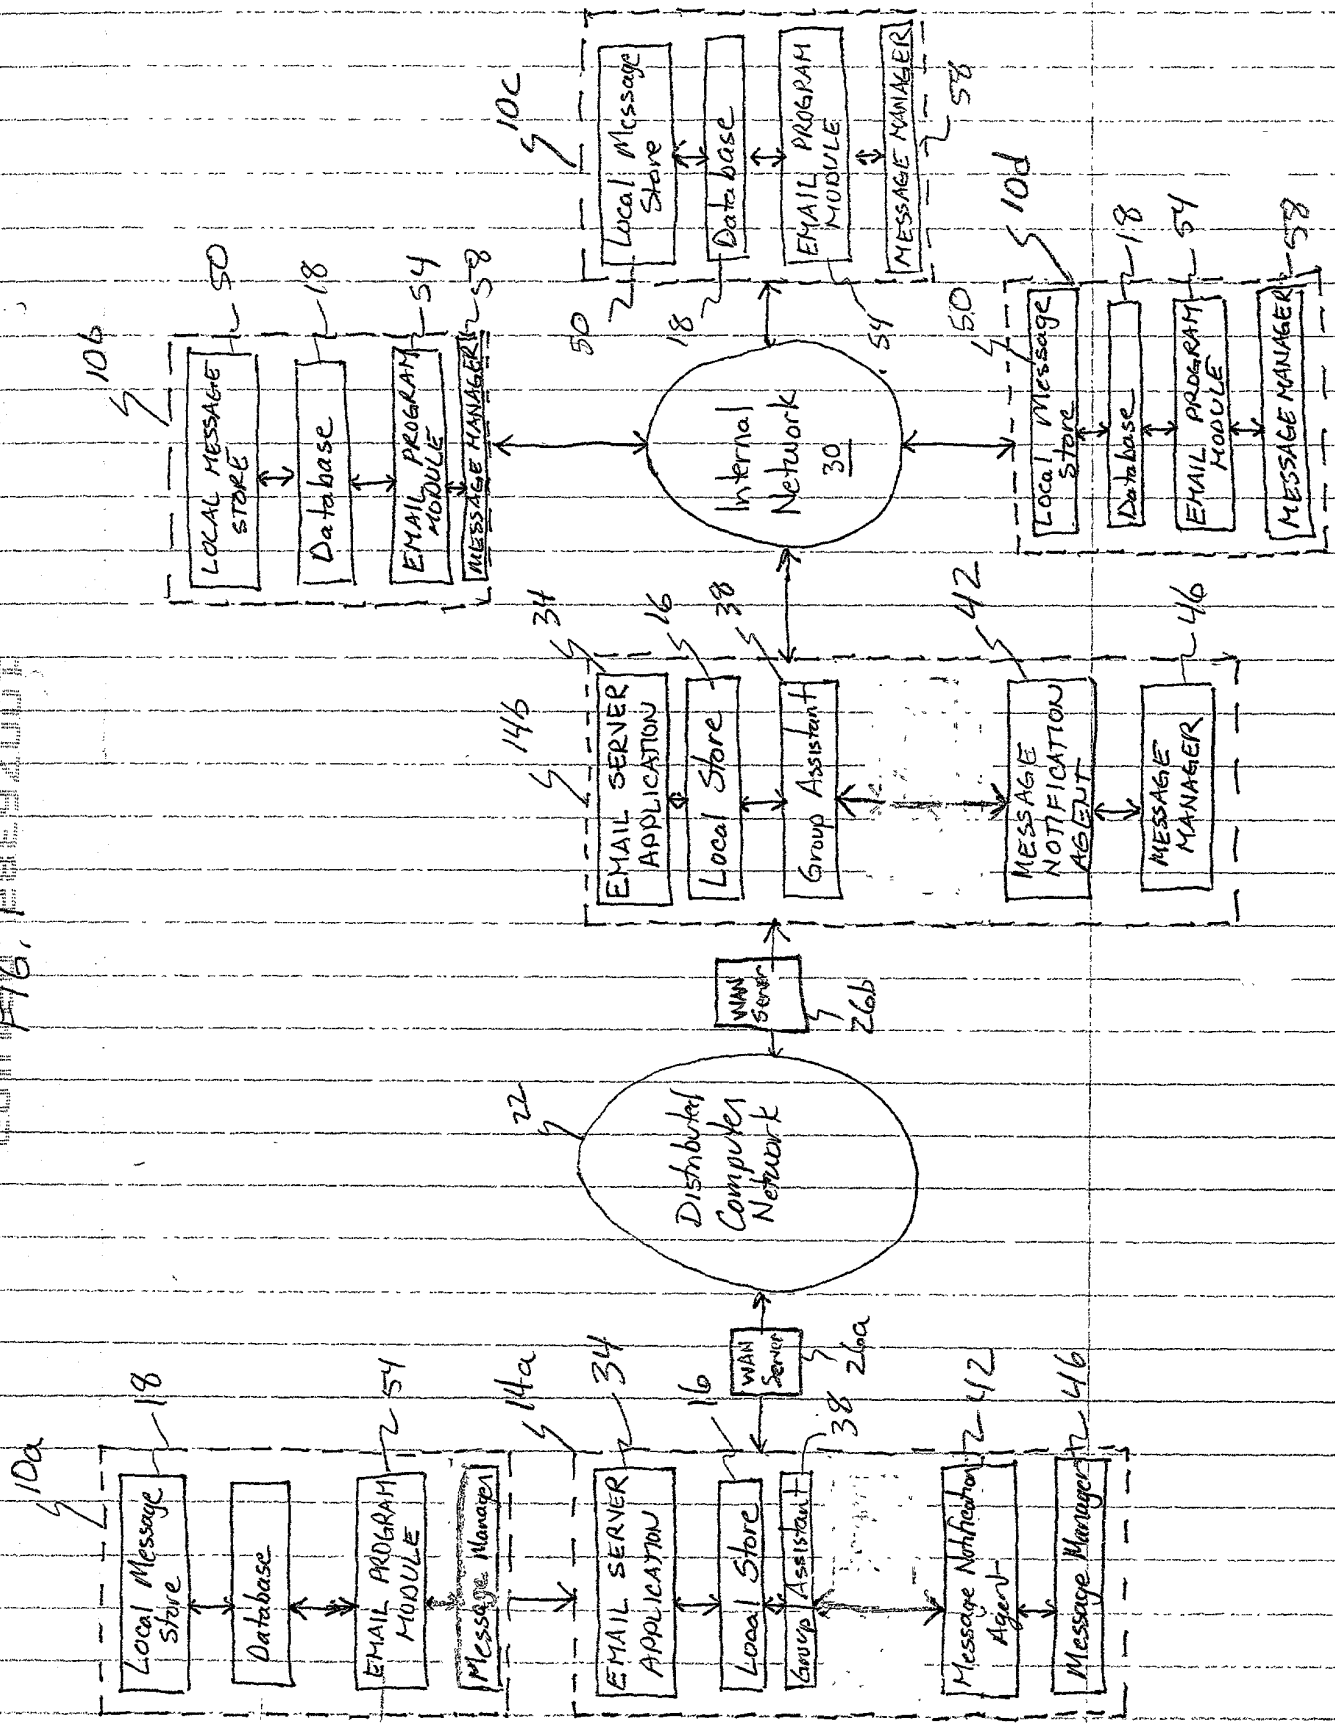 FIG.
10a
Local Message
Store
18
Database
EMAIL PROGRAM
MODULE
54
Message Manager
14a
EMAIL SERVER
APPLICATION
34
Local Store
16
Group Assistant
38
Message Notification
Agent
42
Message Manager
46
WAN
Server
26a
22
Distributed
Computer
Network
WAN
Server
26b
14b
EMAIL SERVER
APPLICATION
34
Local Store
16
Group Assistant
38
MESSAGE
NOTIFICATION
AGENT
42
MESSAGE
MANAGER
46
10b
LOCAL MESSAGE
STORE
50
Database
18
EMAIL PROGRAM
MODULE
54
MESSAGE MANAGER
58
Internal
Network
30
10c
Local Message
Store
50
Database
18
EMAIL PROGRAM
MODULE
54
MESSAGE MANAGER
58
10d
Local Message
Store
50
Database
18
EMAIL PROGRAM
MODULE
54
MESSAGE MANAGER
58